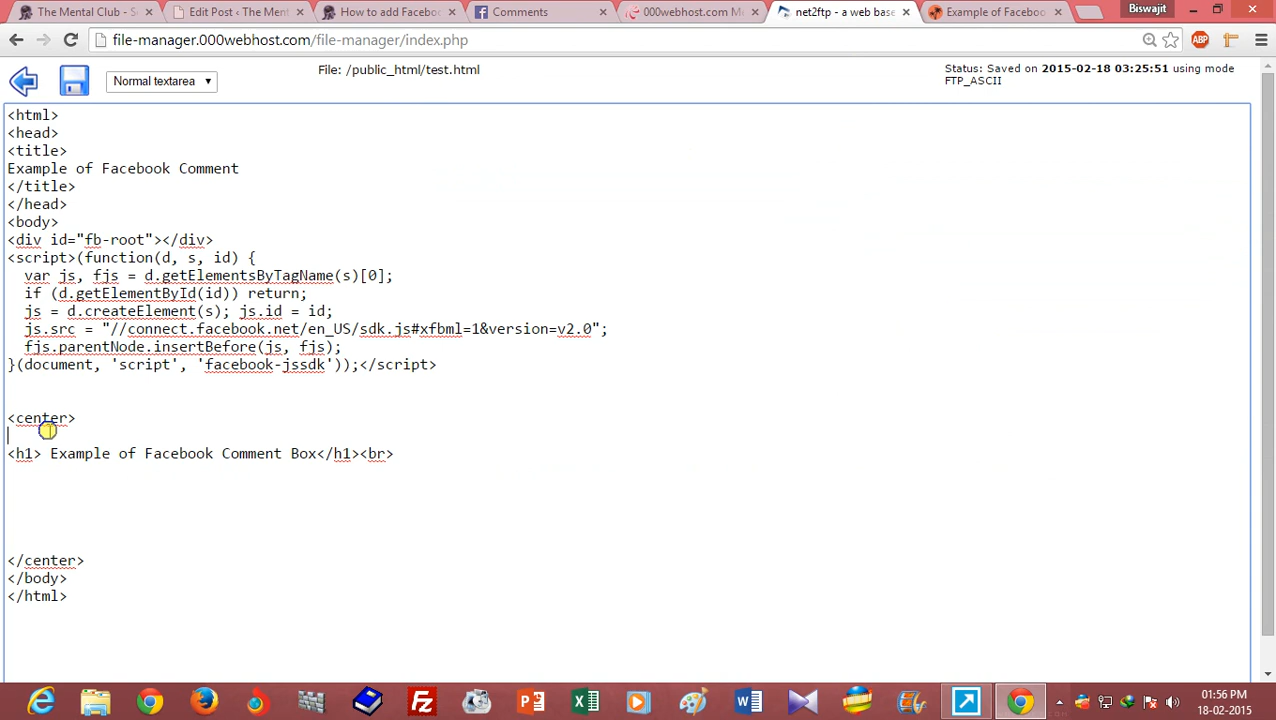 The Mental Club - S
Edit Post ‹ The Ment
How to add Facebo
Comments
000webhost.com M
net2ftp - a web base
Example of Facebo
Biswajit
file-manager.000webhost.com/file-manager/index.php
ABP
Normal textarea
File: /public_html/test.html
Status: Saved on 2015-02-18 03:25:51 using mode
FTP_ASCII
<html>
<head>
<title>
Example of Facebook Comment
</title>
</head>
<body>
<div id="fb-root"></div>
<script>(function(d, s, id) {
  var js, fjs = d.getElementsByTagName(s)[0];
  if (d.getElementById(id)) return;
  js = d.createElement(s); js.id = id;
  js.src = "//connect.facebook.net/en_US/sdk.js#xfbml=1&version=v2.0";
  fjs.parentNode.insertBefore(js, fjs);
}(document, 'script', 'facebook-jssdk'));</script>
<center>
<h1> Example of Facebook Comment Box</h1><br>
</center>
</body>
</html>
01:56 PM
18-02-2015